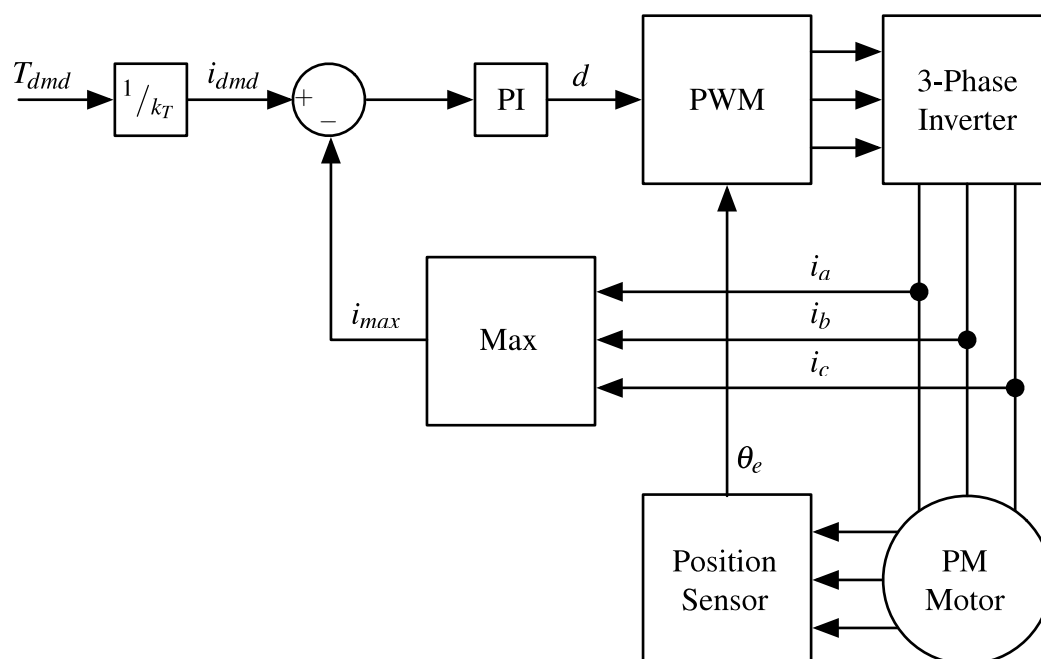 T_dmd
1/k_T
i_dmd
+
−
PI
d
PWM
3-Phase
Inverter
i_max
Max
i_a
i_b
i_c
θ_e
Position
Sensor
PM
Motor